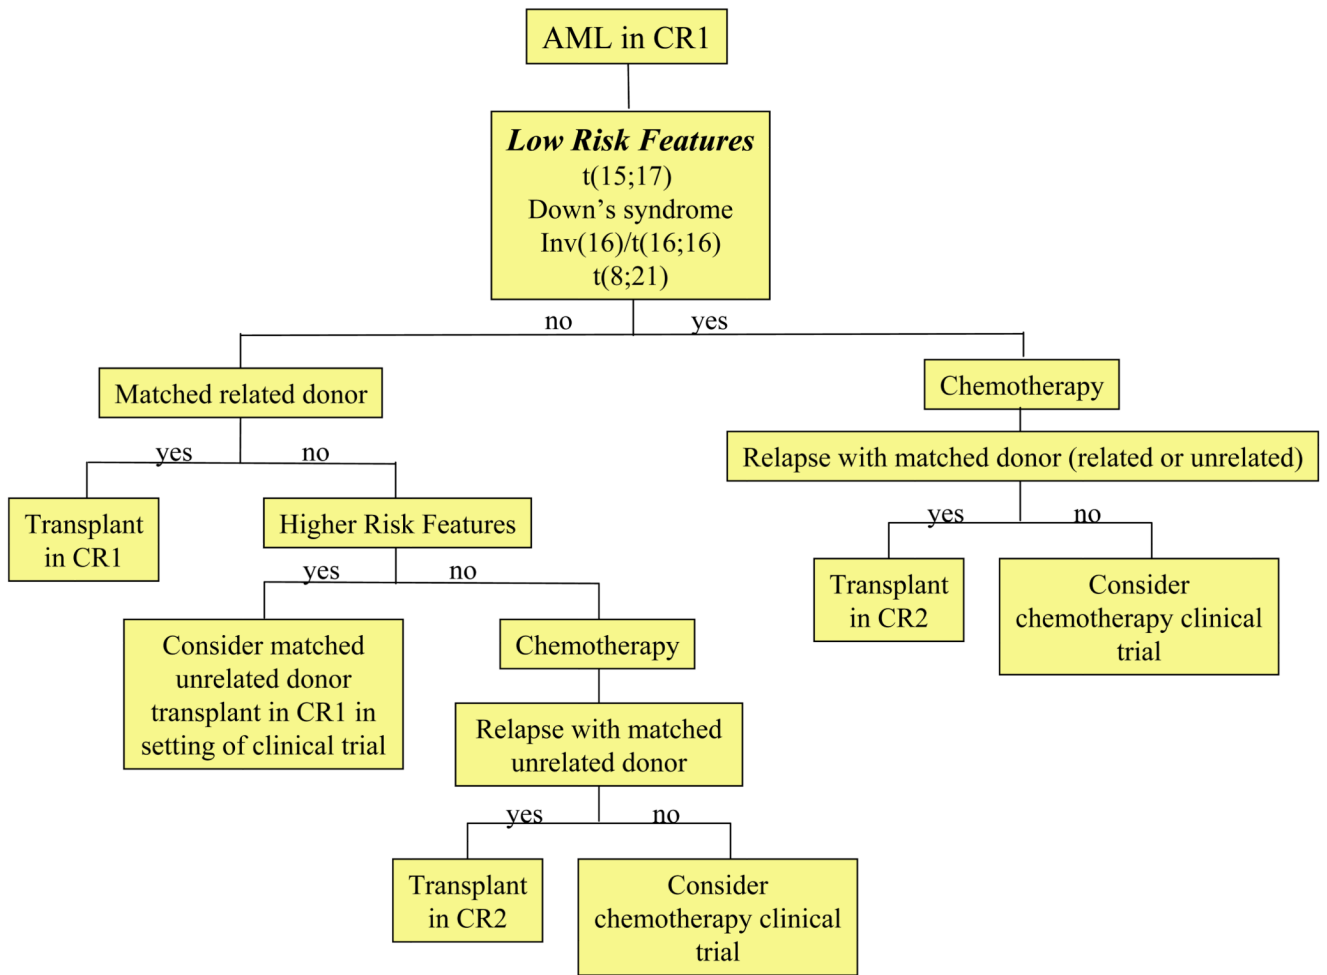 AML in CR1
Low Risk Features
t(15;17)
Down’s syndrome
Inv(16)/t(16;16)
t(8;21)
no
yes
Matched related donor
yes
no
Transplant
in CR1
Higher Risk Features
yes
no
Consider matched
unrelated donor
transplant in CR1 in
setting of clinical trial
Chemotherapy
Relapse with matched
unrelated donor
yes
no
Transplant
in CR2
Consider
chemotherapy clinical
trial
Chemotherapy
Relapse with matched donor (related or unrelated)
yes
no
Transplant
in CR2
Consider
chemotherapy clinical
trial